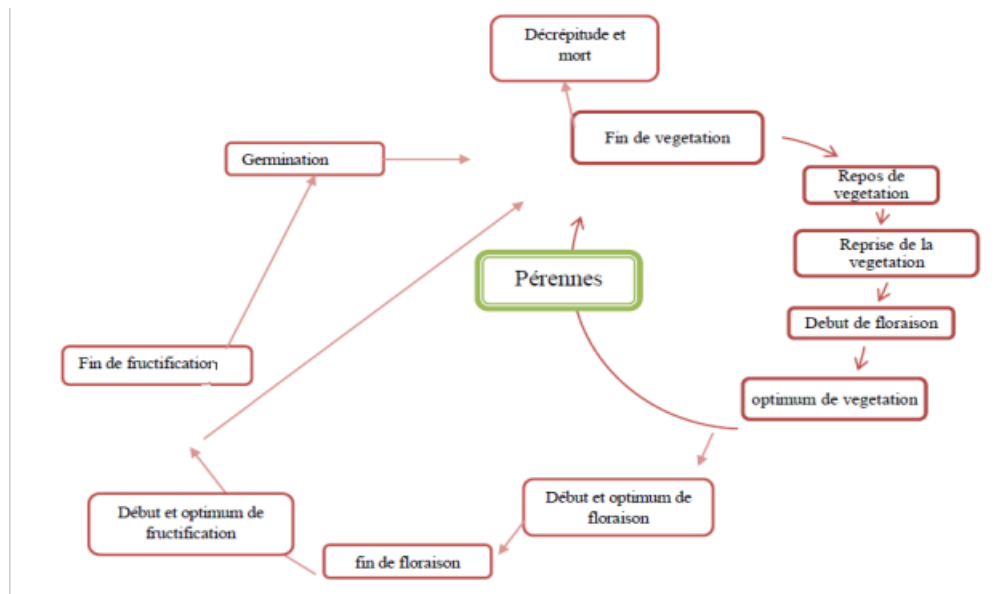 Décrépitude et
mort
Fin de vegetation
Germination
Repos de
vegetation
Reprise de la
vegetation
Pérennes
Debut de floraison
Fin de fructification
optimum de vegetation
Début et optimum de
floraison
Début et optimum de
fructification
fin de floraison